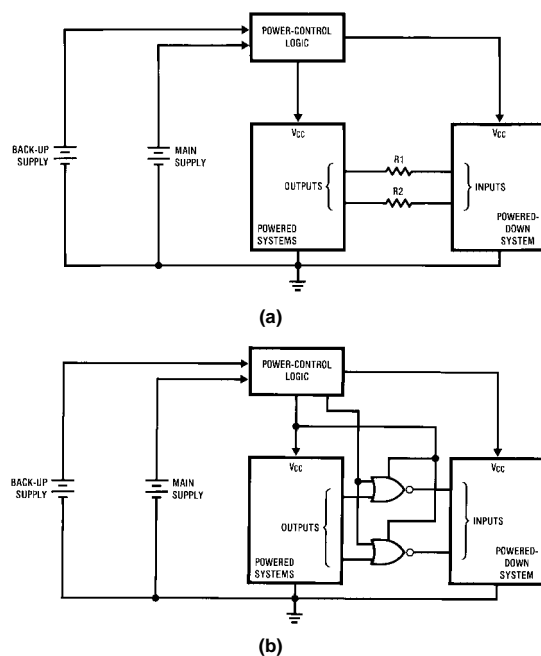 POWER-CONTROL
LOGIC
VCC
VCC
BACK-UP
SUPPLY
MAIN
SUPPLY
OUTPUTS
R1
R2
INPUTS
POWERED
SYSTEMS
POWERED-
DOWN
SYSTEM
(a)
POWER-CONTROL
LOGIC
VCC
VCC
BACK-UP
SUPPLY
MAIN
SUPPLY
OUTPUTS
INPUTS
POWERED
SYSTEMS
POWERED-
DOWN
SYSTEM
(b)